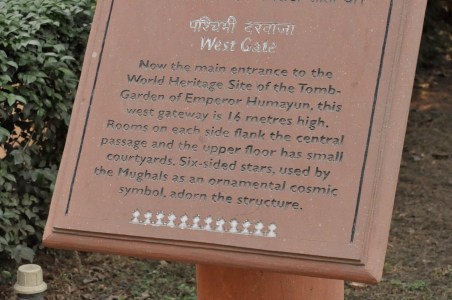 पश्चिमी दरवाज़ा
West Gate
Now the main entrance to the
World Heritage Site of the Tomb-
Garden of Emperor Humayun, this
west gateway is 16 metres high.
Rooms on each side flank the central
passage and the upper floor has small
courtyards. Six-sided stars, used by
the Mughals as an ornamental cosmic
symbol, adorn the structure.